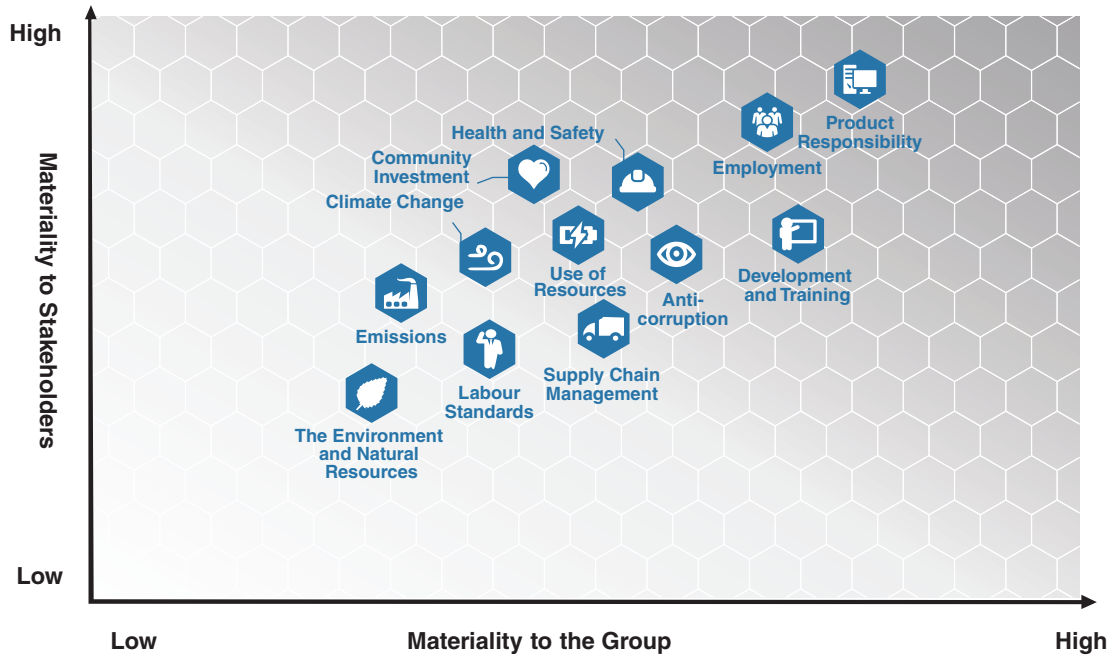 High
Materiality to Stakeholders
Low
Product
Responsibility
Employment
Health and Safety
Community
Investment
Climate Change
Use of
Resources
Anti-
corruption
Development
and Training
Emissions
Labour
Standards
Supply Chain
Management
The Environment
and Natural
Resources
Low
Materiality to the Group
High